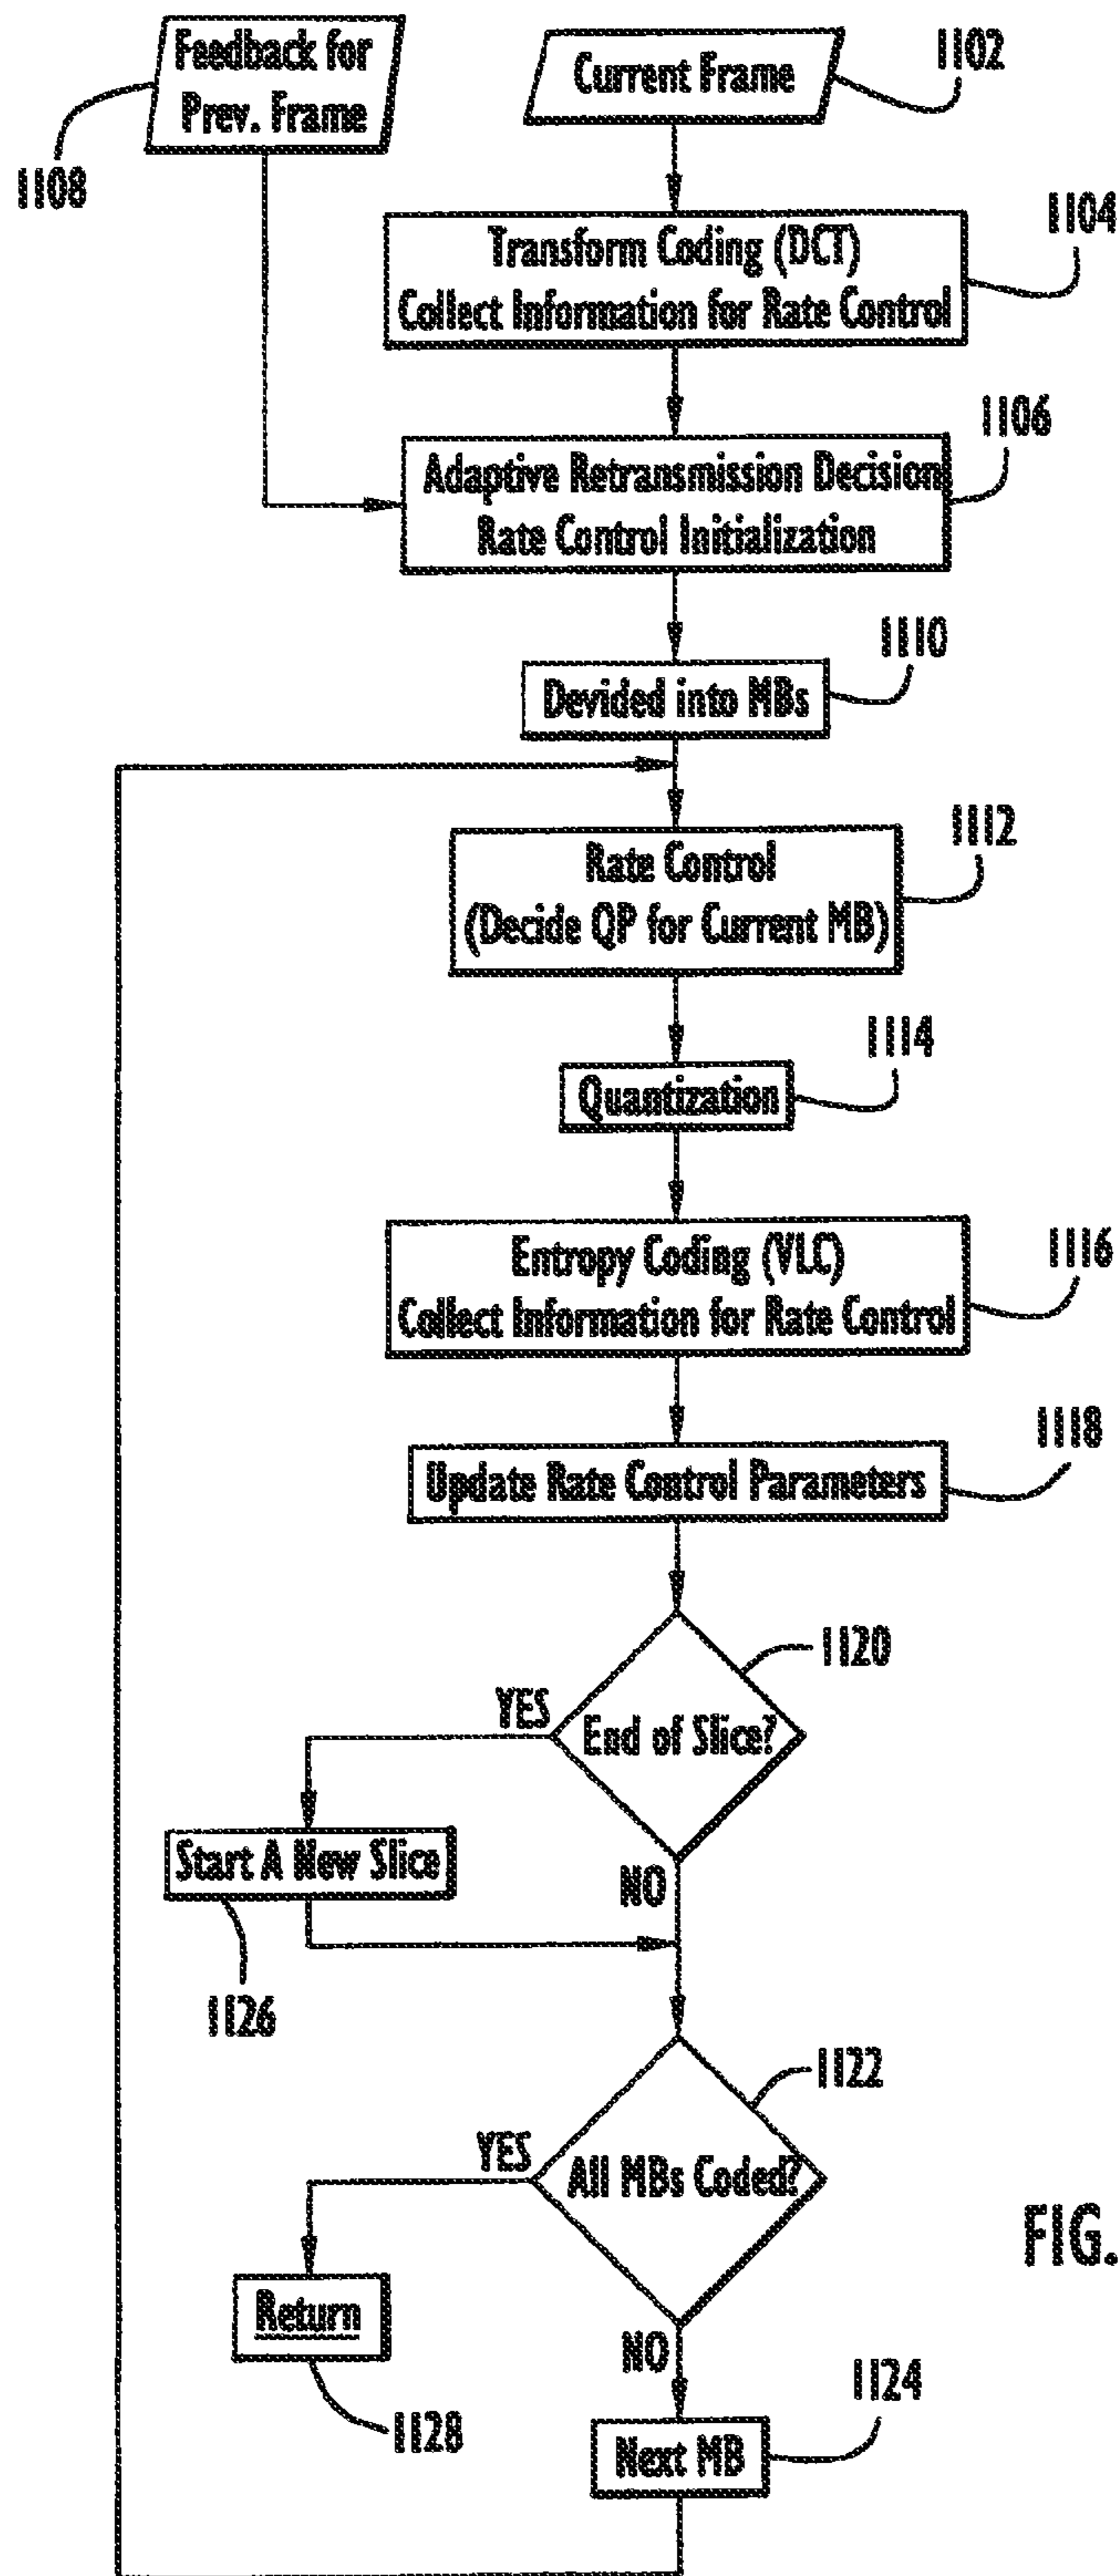 Feedback for
Prev. Frame
1108
Current Frame
1102
Transform Coding (DCT)
Collect Information for Rate Control
1104
Adaptive Retransmission Decision
Rate Control Initialization
1106
Devided into MBs
1110
Rate Control
(Decide QP for Current MB)
1112
Quantization
1114
Entropy Coding (VLC)
Collect Information for Rate Control
1116
Update Rate Control Parameters
1118
End of Slice?
1120
YES
NO
Start A New Slice
1126
All MBs Coded?
1122
YES
NO
Return
1128
Next MB
1124
FIG.